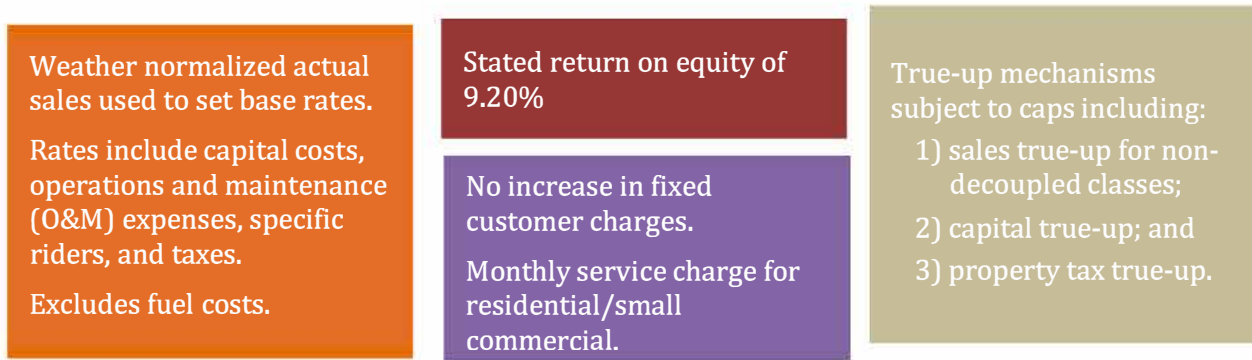 Weather normalized actual
sales used to set base rates.
Rates include capital costs,
operations and maintenance
(O&M) expenses, specific
riders, and taxes.
Excludes fuel costs.
Stated return on equity of
9.20%
No increase in fixed
customer charges.
Monthly service charge for
residential/small
commercial.
True-up mechanisms
subject to caps including:
1) sales true-up for non-
decoupled classes;
2) capital true-up; and
3) property tax true-up.